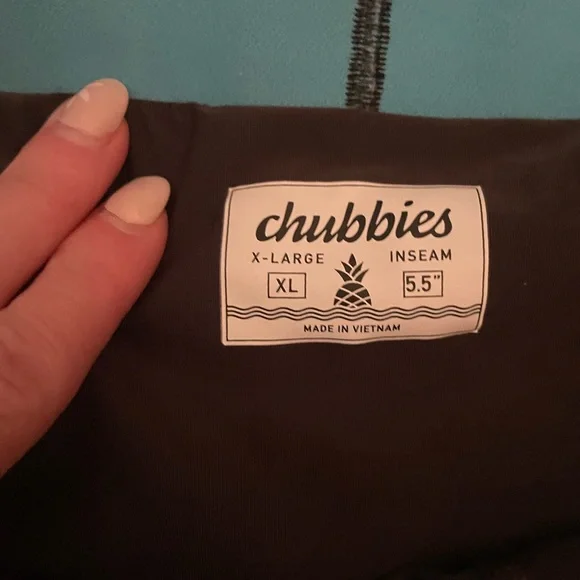 chubbies
X-LARGE INSEAM
XL 5.5"
MADE IN VIETNAM